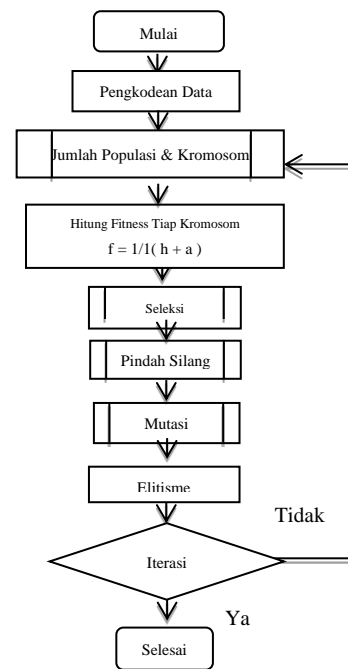 Mulai
Pengkodean Data
Jumlah Populasi & Kromosom
Hitung Fitness Tiap Kromosom
f = 1/1( h + a )
Seleksi
Pindah Silang
Mutasi
Elitisme
Tidak
Iterasi
Ya
Selesai